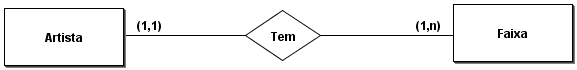 Artista
(1,1)
Tem
(1,n)
Faixa